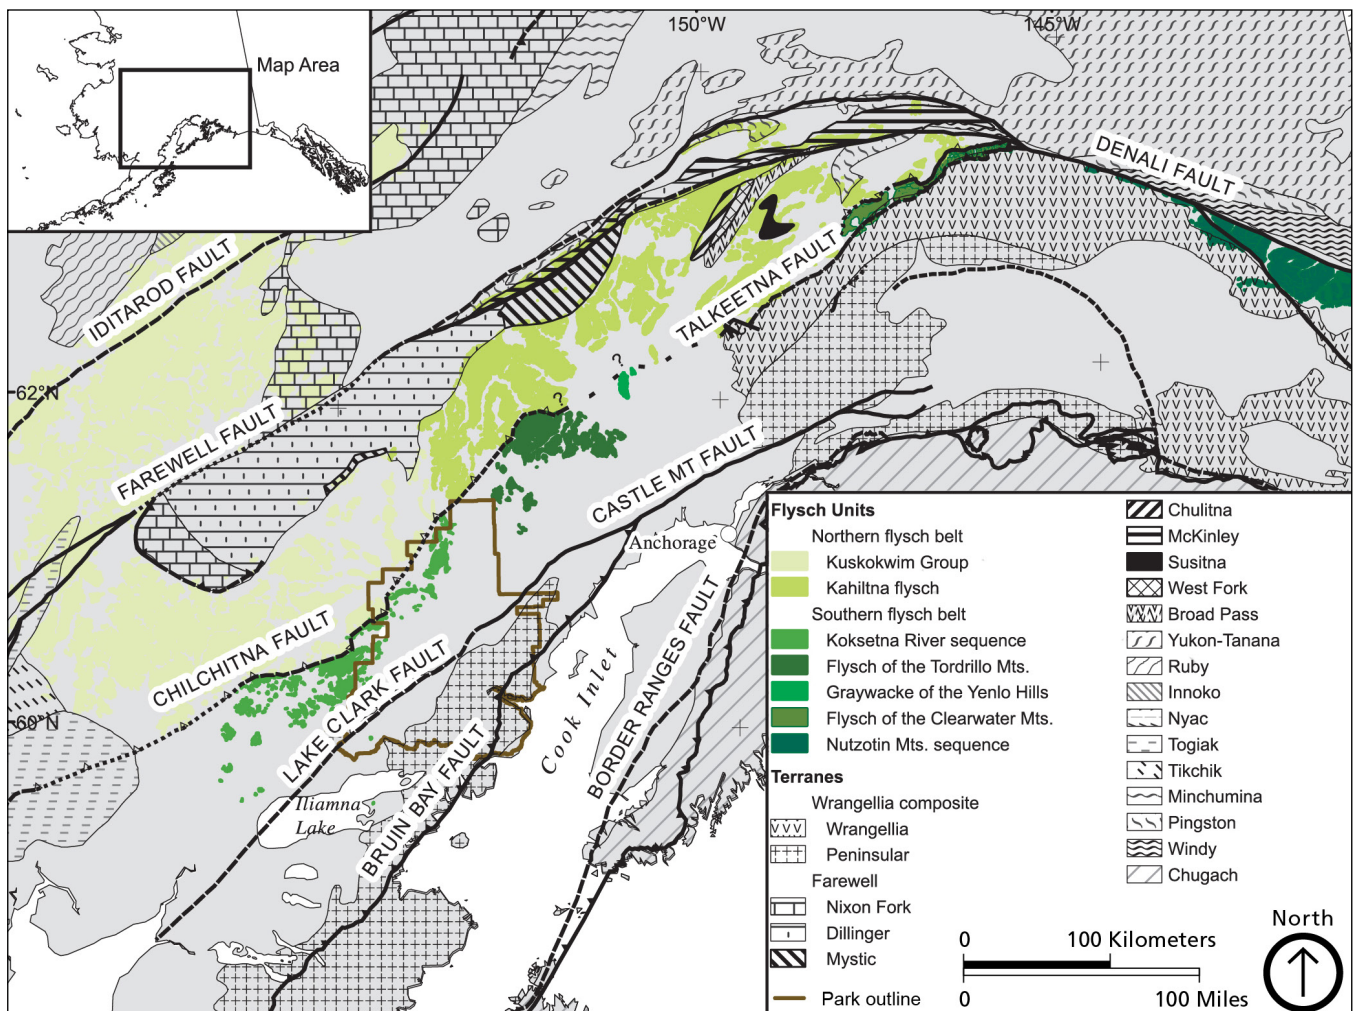 150°W
145°W
Map Area
DENALI FAULT
IDITAROD FAULT
TALKEETNA FAULT
?
62°N
?
FAREWELL FAULT
CASTLE MT FAULT
Anchorage
CHILCHITNA FAULT
LAKE CLARK FAULT
60°N
Cook Inlet
BORDER RANGES FAULT
BRUIN BAY FAULT
Iliamna
Lake
Flysch Units
Northern flysch belt
Kuskokwim Group
Kahiltna flysch
Southern flysch belt
Koksetna River sequence
Flysch of the Tordrillo Mts.
Graywacke of the Yenlo Hills
Flysch of the Clearwater Mts.
Nutzotin Mts. sequence
Terranes
Wrangellia composite
Wrangellia
Peninsular
Farewell
Nixon Fork
Dillinger
Mystic
Park outline
Chulitna
McKinley
Susitna
West Fork
Broad Pass
Yukon-Tanana
Ruby
Innoko
Nyac
Togiak
Tikchik
Minchumina
Pingston
Windy
Chugach
0 100 Kilometers
0 100 Miles
North